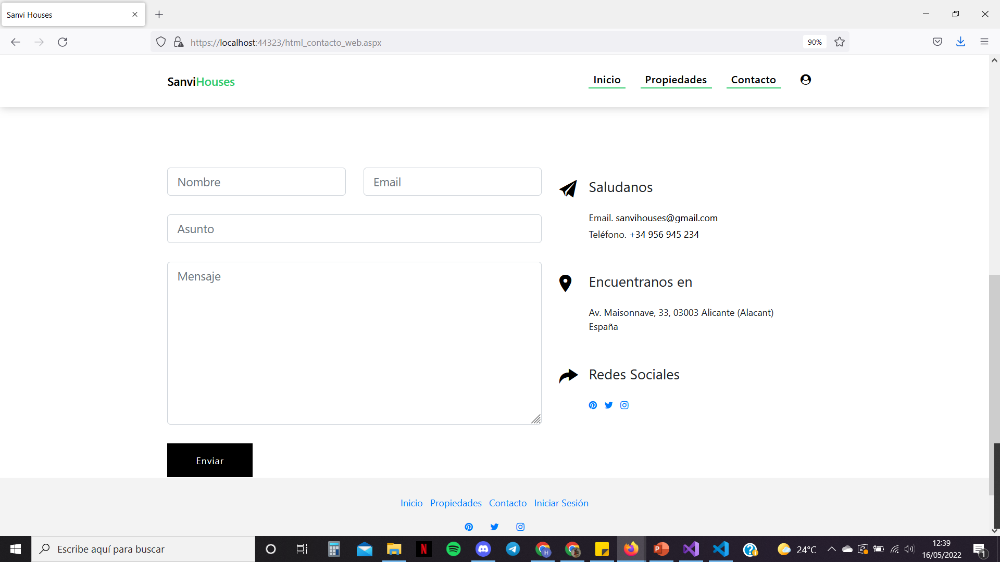 Sanvi Houses
https://localhost:44323/html_contacto_web.aspx
90%
SanviHouses
Inicio
Propiedades
Contacto
Nombre
Email
Asunto
Mensaje
Enviar
Saludanos
Email. sanvihouses@gmail.com
Teléfono. +34 956 945 234
Encuentranos en
Av. Maisonnave, 33, 03003 Alicante (Alacant)
España
Redes Sociales
Inicio Propiedades Contacto Iniciar Sesión
Escribe aquí para buscar
N
H
P
24°C
12:39
16/05/2022
1